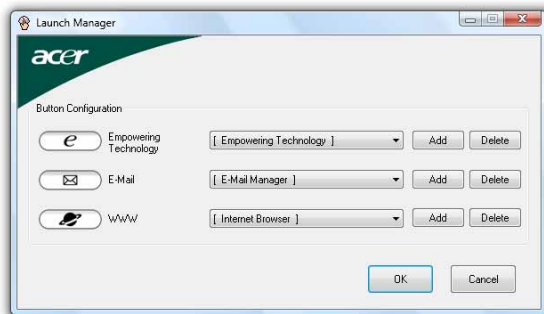 Launch Manager
acer
Button Configuration
e
Empowering
Technology
[ Empowering Technology ]
Add
Delete
E-Mail
[ E-Mail Manager ]
Add
Delete
WWW
[ Internet Browser ]
Add
Delete
OK
Cancel